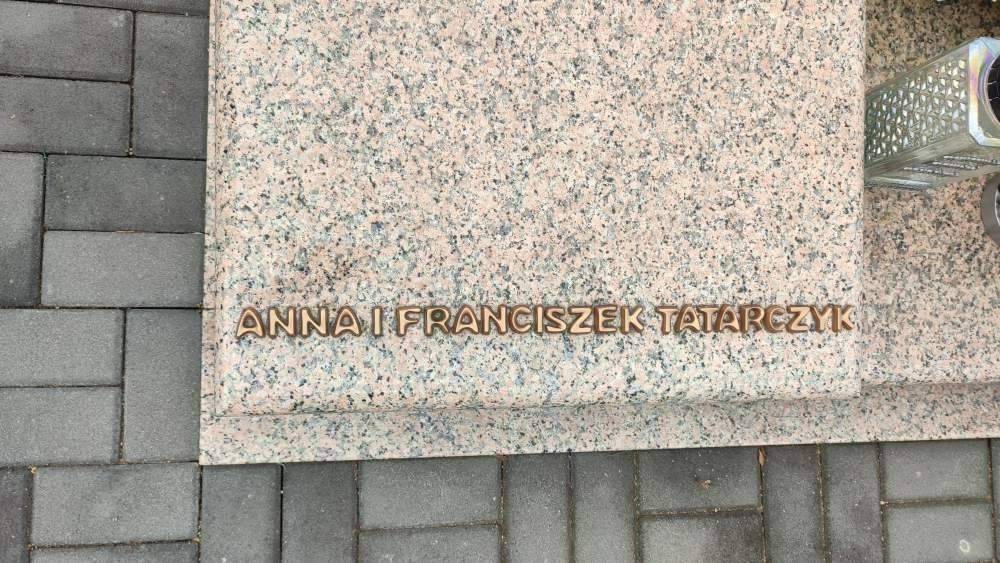 ANNA I FRANCISZEK TATARCZYK